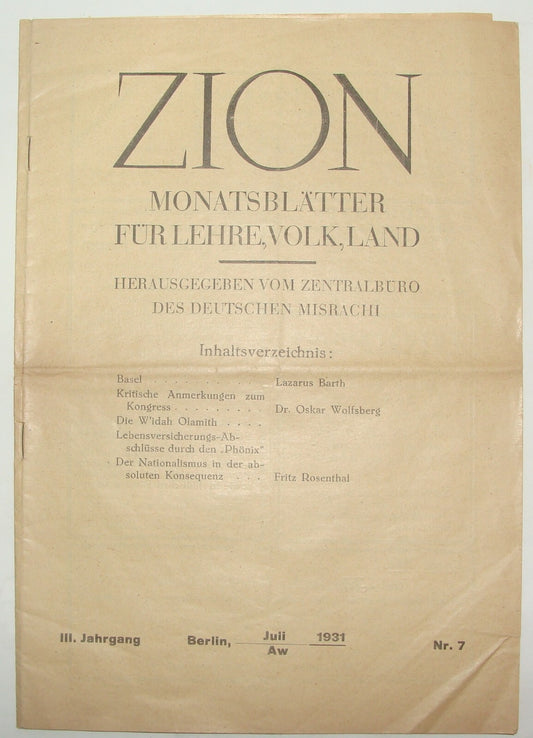 ZION
MONATSBLÄTTER
FÜR LEHRE, VOLK, LAND
HERAUSGEGEBEN VOM ZENTRALBÜRO
DES DEUTSCHEN MISRACHI
Inhaltsverzeichnis:
Basel . . . . . . . . . . Lazarus Barth
Kritische Anmerkungen zum
Kongress . . . . . . . . . Dr. Oskar Wolfsberg
Die W'idah Olamith . . . .
Lebensversicherungs-Ab-
schlüsse durch den „Phönix"
Der Nationalismus in der ab-
soluten Konsequenz . . . Fritz Rosenthal
III. Jahrgang Berlin, Juli 1931 Nr. 7
Aw